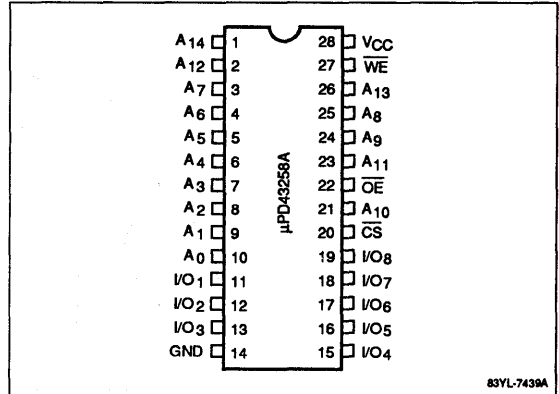 A14 1 28 VCC
A12 2 27 WE
A7 3 26 A13
A6 4 25 A8
A5 5 24 A9
A4 6 23 A11
A3 7 22 OE
A2 8 21 A10
A1 9 20 CS
A0 10 19 I/O8
I/O1 11 18 I/O7
I/O2 12 17 I/O6
I/O3 13 16 I/O5
GND 14 15 I/O4
µPD43258A
83YL-7439A